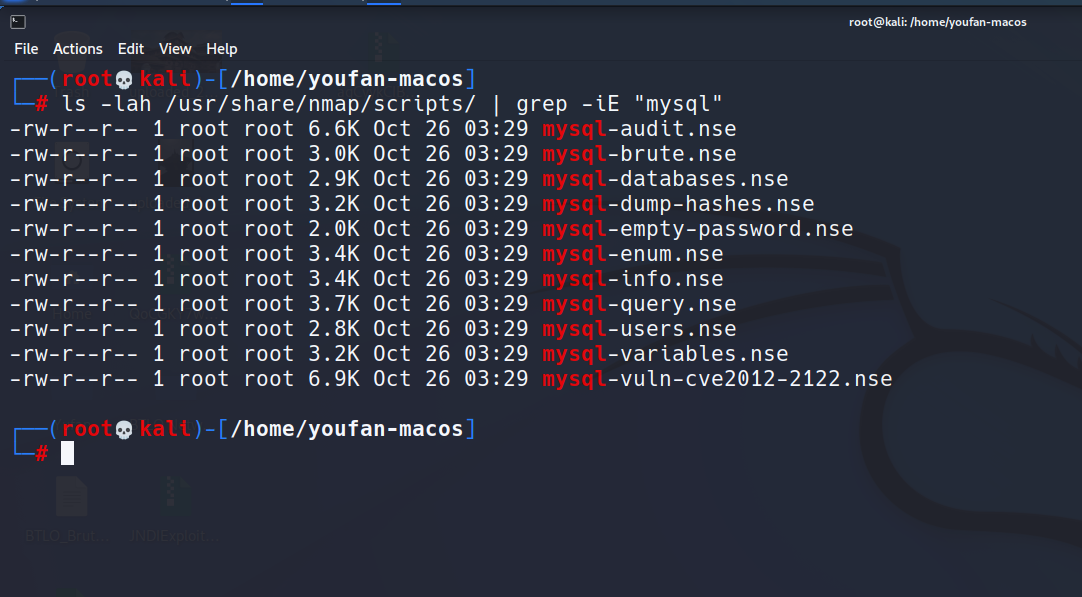 root@kali: /home/youfan-macos
File Actions Edit View Help
┌──(root💀kali)-[/home/youfan-macos]
└─# ls -lah /usr/share/nmap/scripts/ | grep -iE "mysql"
-rw-r--r-- 1 root root 6.6K Oct 26 03:29 mysql-audit.nse
-rw-r--r-- 1 root root 3.0K Oct 26 03:29 mysql-brute.nse
-rw-r--r-- 1 root root 2.9K Oct 26 03:29 mysql-databases.nse
-rw-r--r-- 1 root root 3.2K Oct 26 03:29 mysql-dump-hashes.nse
-rw-r--r-- 1 root root 2.0K Oct 26 03:29 mysql-empty-password.nse
-rw-r--r-- 1 root root 3.4K Oct 26 03:29 mysql-enum.nse
-rw-r--r-- 1 root root 3.4K Oct 26 03:29 mysql-info.nse
-rw-r--r-- 1 root root 3.7K Oct 26 03:29 mysql-query.nse
-rw-r--r-- 1 root root 2.8K Oct 26 03:29 mysql-users.nse
-rw-r--r-- 1 root root 3.2K Oct 26 03:29 mysql-variables.nse
-rw-r--r-- 1 root root 6.9K Oct 26 03:29 mysql-vuln-cve2012-2122.nse
┌──(root💀kali)-[/home/youfan-macos]
└─#
BTLO_Brut... JNDIExploit...